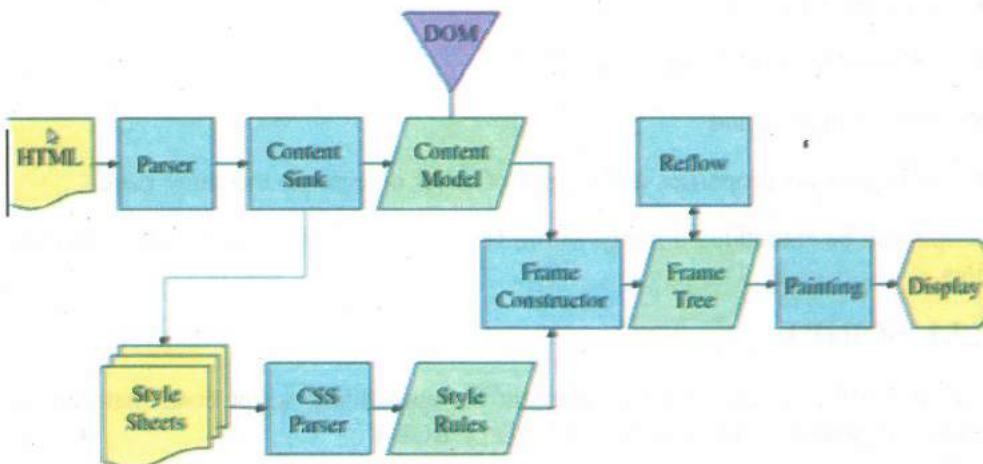 DOM
HTML
Parser
Content
Sink
Content
Model
Reflow
Frame
Constructor
Frame
Tree
Painting
Display
Style
Sheets
CSS
Parser
Style
Rules